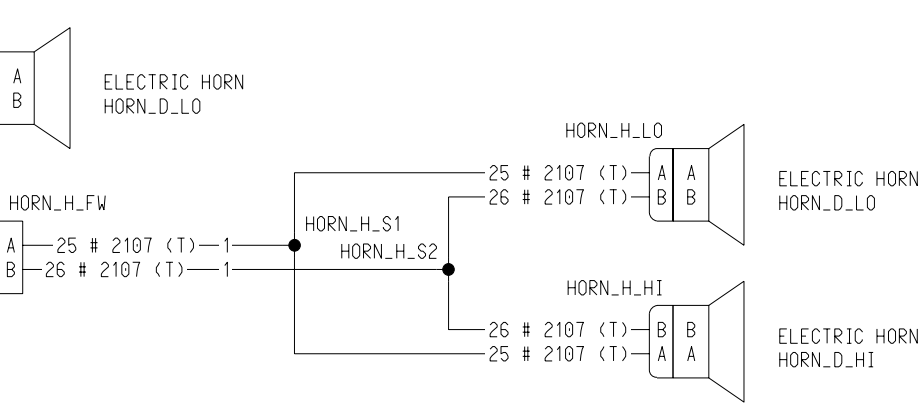 A
B
ELECTRIC HORN
HORN_D_LO
HORN_H_LO
25 # 2107 (T) A A
26 # 2107 (T) B B
ELECTRIC HORN
HORN_D_LO
HORN_H_FW
A 25 # 2107 (T) 1
B 26 # 2107 (T) 1
HORN_H_S1
HORN_H_S2
HORN_H_HI
26 # 2107 (T) B B
25 # 2107 (T) A A
ELECTRIC HORN
HORN_D_HI